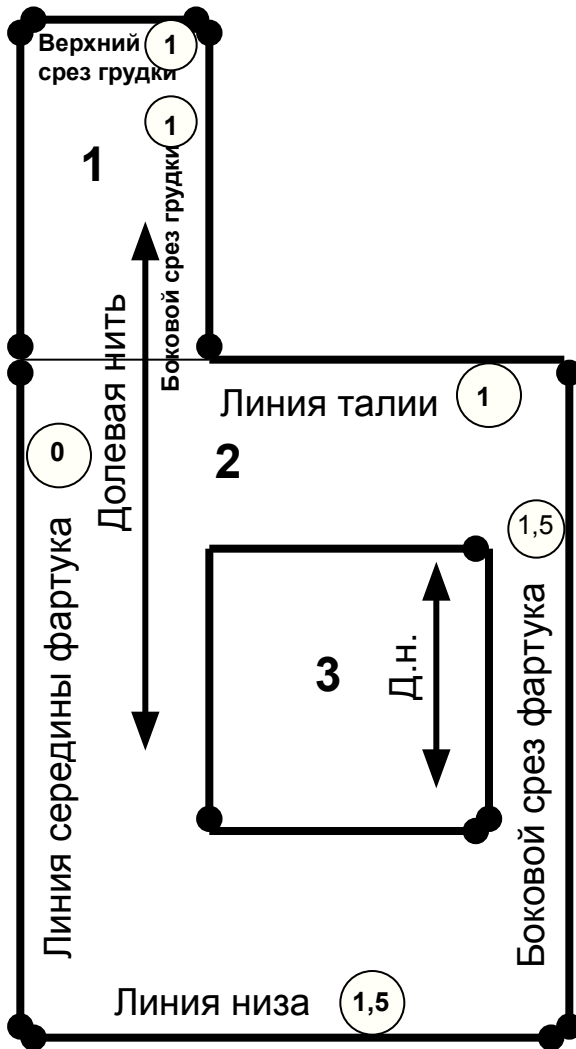 Верхний
срез грудки
1
1
1
Боковой срез грудки
Долевая нить
Линия талии
1
0
2
1,5
Линия середины фартука
3
Д.н.
Боковой срез фартука
Линия низа
1,5